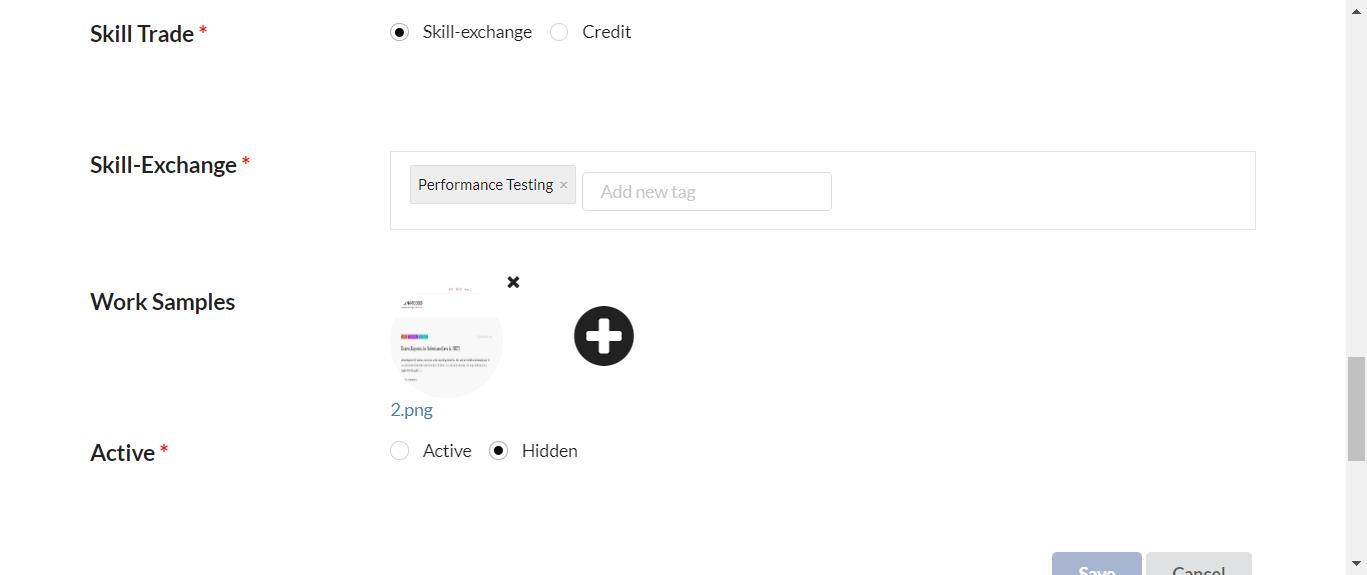 Skill Trade *
Skill-exchange Credit
Skill-Exchange *
Performance Testing ×
Add new tag
Work Samples
2.png
Active *
Active Hidden
Save Cancel